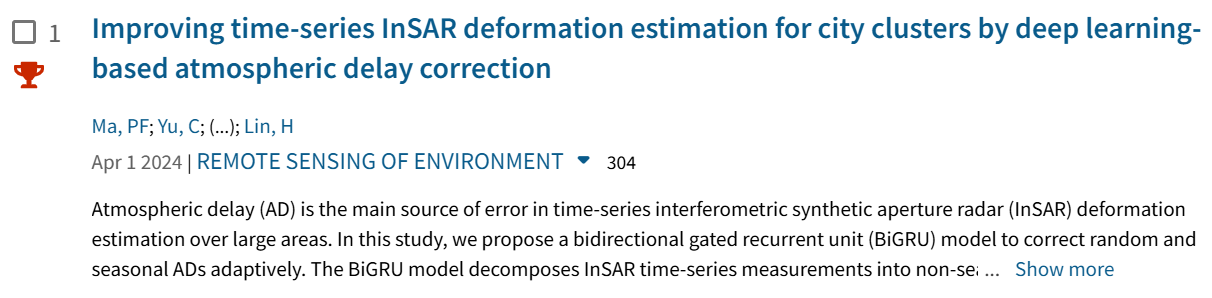 1
Improving time-series InSAR deformation estimation for city clusters by deep learning-
based atmospheric delay correction
Ma, PF; Yu, C; (...); Lin, H
Apr 1 2024 | REMOTE SENSING OF ENVIRONMENT 304
Atmospheric delay (AD) is the main source of error in time-series interferometric synthetic aperture radar (InSAR) deformation
estimation over large areas. In this study, we propose a bidirectional gated recurrent unit (BiGRU) model to correct random and
seasonal ADs adaptively. The BiGRU model decomposes InSAR time-series measurements into ... Show more